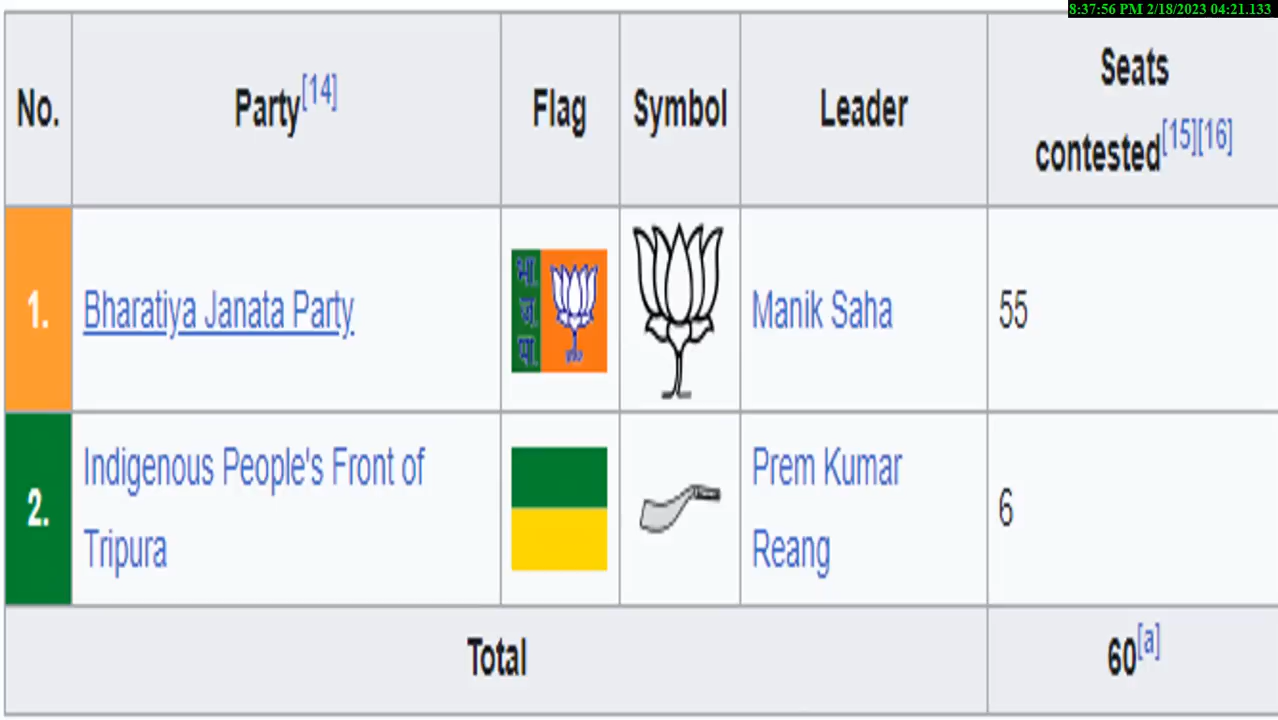 8:37:56 PM 2/18/2023 04:21.133
No. Party[14] Flag Symbol Leader Seats
contested[15][16]
1. Bharatiya Janata Party भा. ज. पा. Manik Saha 55
2. Indigenous People's Front of
Tripura Prem Kumar
Reang 6
Total 60[a]